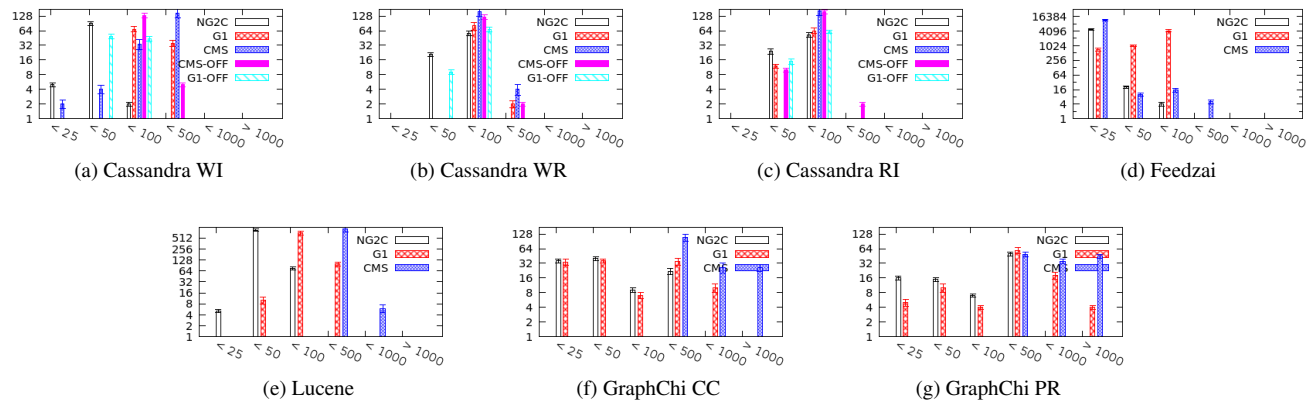 128
64
32
16
8
4
2
1
< 25
< 50
< 100
< 500
< 1000
> 1000
NG2C
G1
CMS
CMS-OFF
G1-OFF
(a) Cassandra WI
128
64
32
16
8
4
2
1
< 25
< 50
< 100
< 500
< 1000
> 1000
NG2C
G1
CMS
CMS-OFF
G1-OFF
(b) Cassandra WR
128
64
32
16
8
4
2
1
< 25
< 50
< 100
< 500
< 1000
> 1000
NG2C
G1
CMS
CMS-OFF
G1-OFF
(c) Cassandra RI
16384
4096
1024
256
64
16
4
1
< 25
< 50
< 100
< 500
< 1000
> 1000
NG2C
G1
CMS
(d) Feedzai
512
256
128
64
32
16
8
4
2
1
< 25
< 50
< 100
< 500
< 1000
> 1000
NG2C
G1
CMS
(e) Lucene
128
64
32
16
8
4
2
1
< 25
< 50
< 100
< 500
< 1000
> 1000
NG2C
G1
CMS
(f) GraphChi CC
128
64
32
16
8
4
2
1
< 25
< 50
< 100
< 500
< 1000
> 1000
NG2C
G1
CMS
(g) GraphChi PR